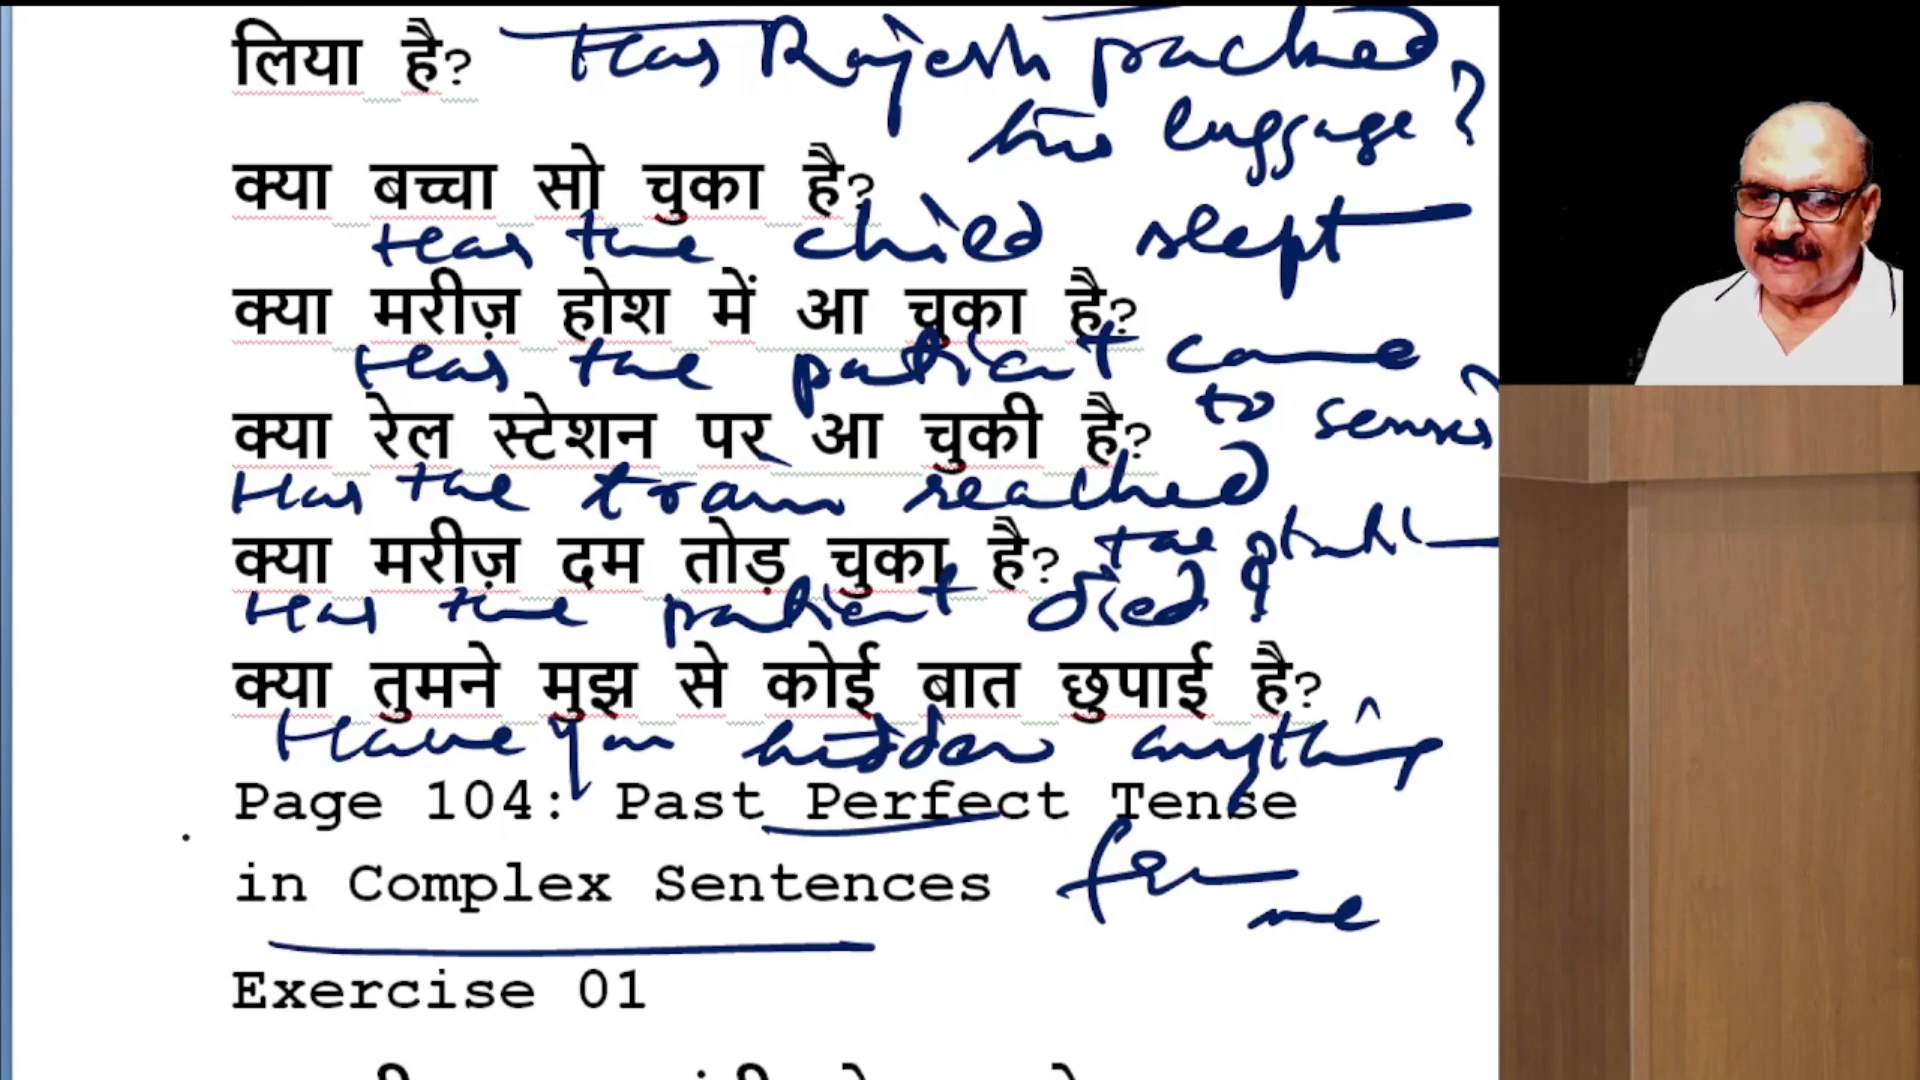 लिया है? Has Rajesh packed
his luggage?
क्या बच्चा सो चुका है?
Has the child slept
क्या मरीज़ होश में आ चुका है?
Has the patient come
to senses?
क्या रेल स्टेशन पर आ चुकी है?
Has the train reached
the
क्या मरीज़ दम तोड़ चुका है?
Has the patient died?
क्या तुमने मुझ से कोई बात छुपाई है?
Have you hidden anything
Page 104: Past Perfect Tense
in Complex Sentences
me
Exercise 01